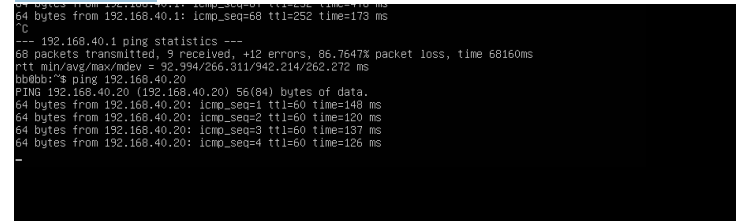 64 bytes from 192.168.40.1: icmp_seq=67 ttl=252 time=418 ms
64 bytes from 192.168.40.1: icmp_seq=68 ttl=252 time=173 ms
^C
--- 192.168.40.1 ping statistics ---
68 packets transmitted, 9 received, +12 errors, 86.7647% packet loss, time 68160ms
rtt min/avg/max/mdev = 92.994/266.311/942.214/262.272 ms
bb@bb:~$ ping 192.168.40.20
PING 192.168.40.20 (192.168.40.20) 56(84) bytes of data.
64 bytes from 192.168.40.20: icmp_seq=1 ttl=60 time=148 ms
64 bytes from 192.168.40.20: icmp_seq=2 ttl=60 time=120 ms
64 bytes from 192.168.40.20: icmp_seq=3 ttl=60 time=137 ms
64 bytes from 192.168.40.20: icmp_seq=4 ttl=60 time=126 ms